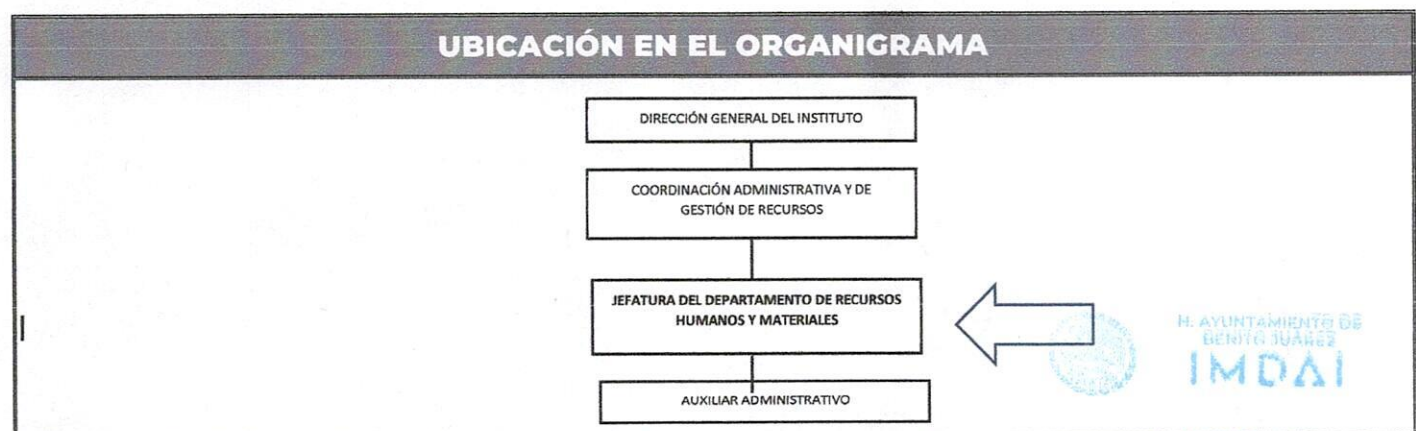 UBICACIÓN EN EL ORGANIGRAMA
DIRECCIÓN GENERAL DEL INSTITUTO
COORDINACIÓN ADMINISTRATIVA Y DE
GESTIÓN DE RECURSOS
JEFATURA DEL DEPARTAMENTO DE RECURSOS
HUMANOS Y MATERIALES
H. AYUNTAMIENTO DE
BENITO JUÁREZ
IMDAI
AUXILIAR ADMINISTRATIVO